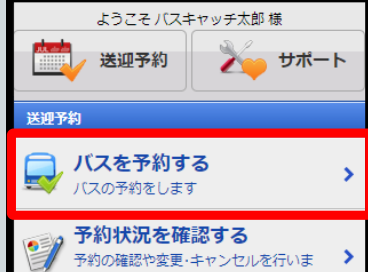 ようこそ バスキャッチ太郎 様
送迎予約
サポート
送迎予約
バスを予約する
バスの予約をします
予約状況を確認する
予約の確認や変更・キャンセルを行いま